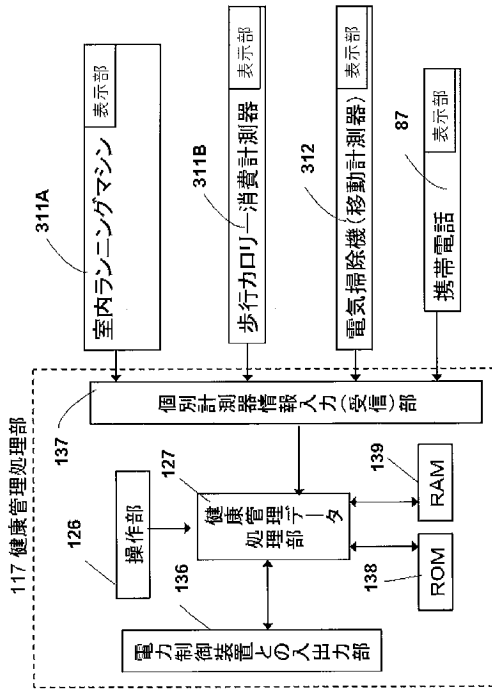 117 健康管理処理部
126
操作部
136
電力制御装置との入出力部
127
健康管理データ
処理部
138
ROM
139
RAM
137
個別計測器情報入力(受信)部
311A
室内ランニングマシン
表示部
311B
歩行カロリー消費計測器
表示部
312
電気掃除機(移動計測器)
表示部
87
携帯電話
表示部